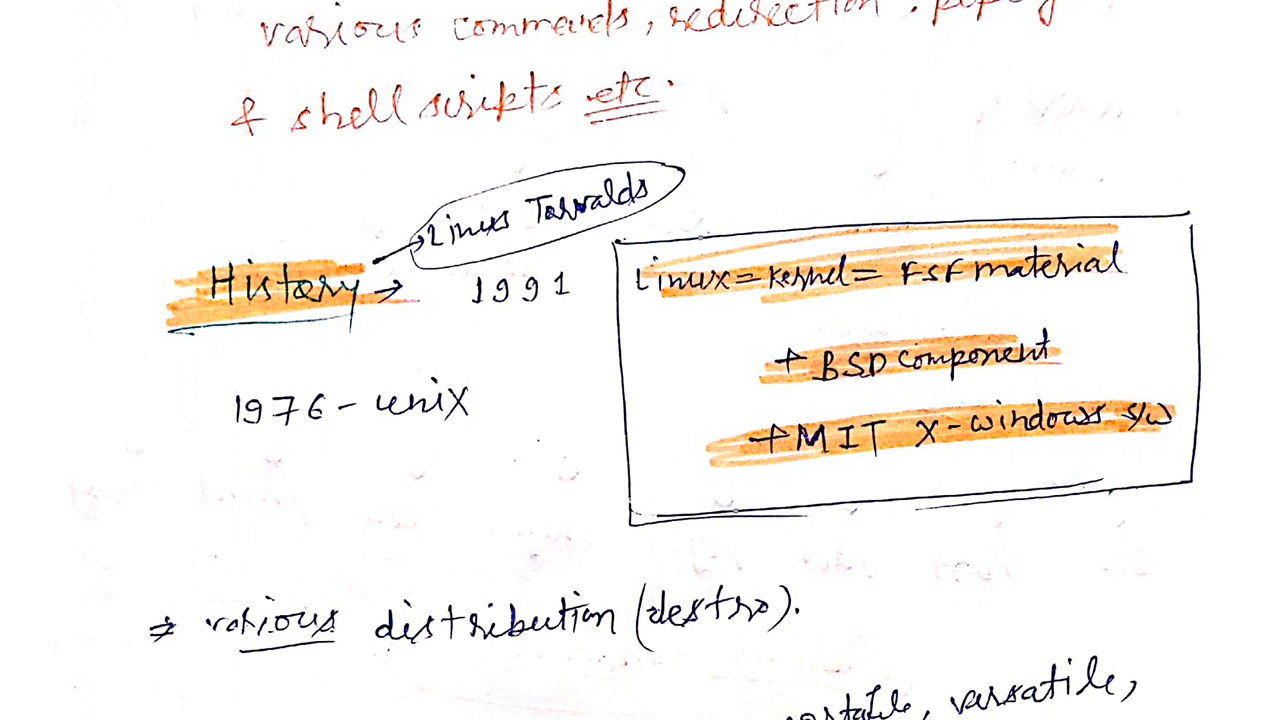 various commands, redirection,
& shell scripts etc.
Linus Torvalds
History → 1991
1976 - unix
Linux = kernel = FSF material
+ BSD component
+ MIT X-windows s/w
⇒ various distribution (destro).
versatile,